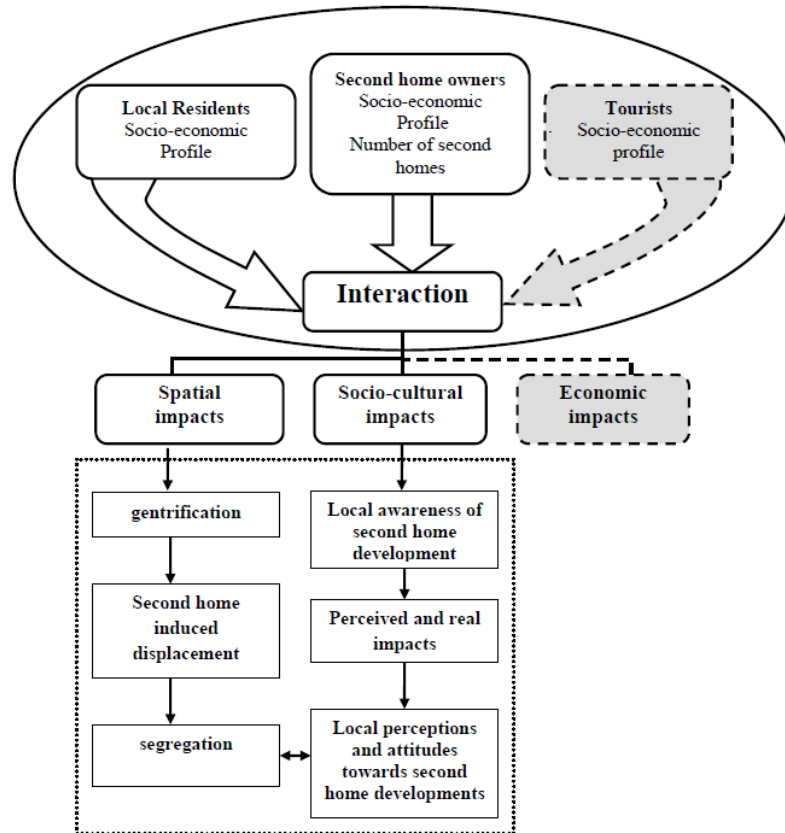 Local Residents
Socio-economic
Profile
Second home owners
Socio-economic
Profile
Number of second
homes
Tourists
Socio-economic
profile
Interaction
Spatial
impacts
Socio-cultural
impacts
Economic
impacts
gentrification
Second home
induced
displacement
segregation
Local awareness of
second home
development
Perceived and real
impacts
Local perceptions
and attitudes
towards second
home developments